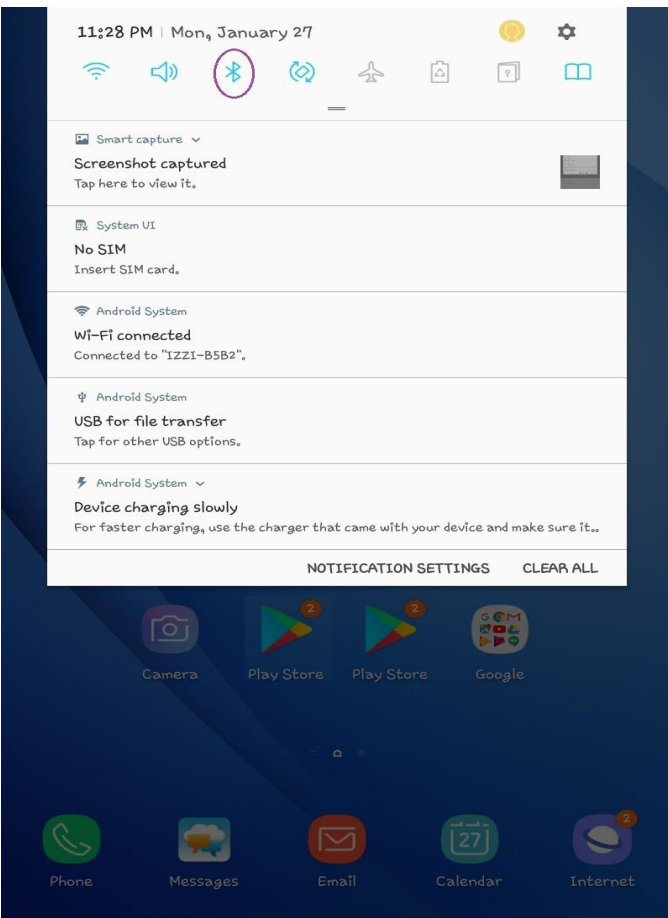 11:28 PM | Mon, January 27
Smart capture
Screenshot captured
Tap here to view it.
System UI
No SIM
Insert SIM card.
Android System
Wi-Fi connected
Connected to "IZZI-B5B2".
Android System
USB for file transfer
Tap for other USB options.
Android System
Device charging slowly
For faster charging, use the charger that came with your device and make sure it..
NOTIFICATION SETTINGS CLEAR ALL
2 2 G M
Camera Play Store Play Store Google
27 2
Phone Messages Email Calendar Internet